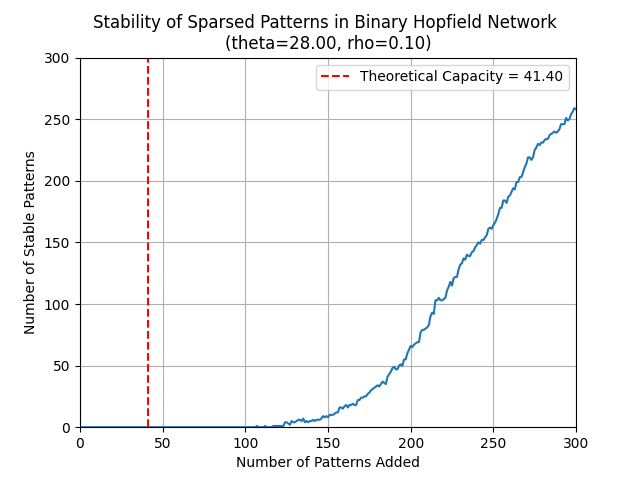 Stability of Sparsed Patterns in Binary Hopfield Network
(theta=28.00, rho=0.10)
Theoretical Capacity = 41.40
Number of Stable Patterns
300
250
200
150
100
50
0
0 50 100 150 200 250 300
Number of Patterns Added